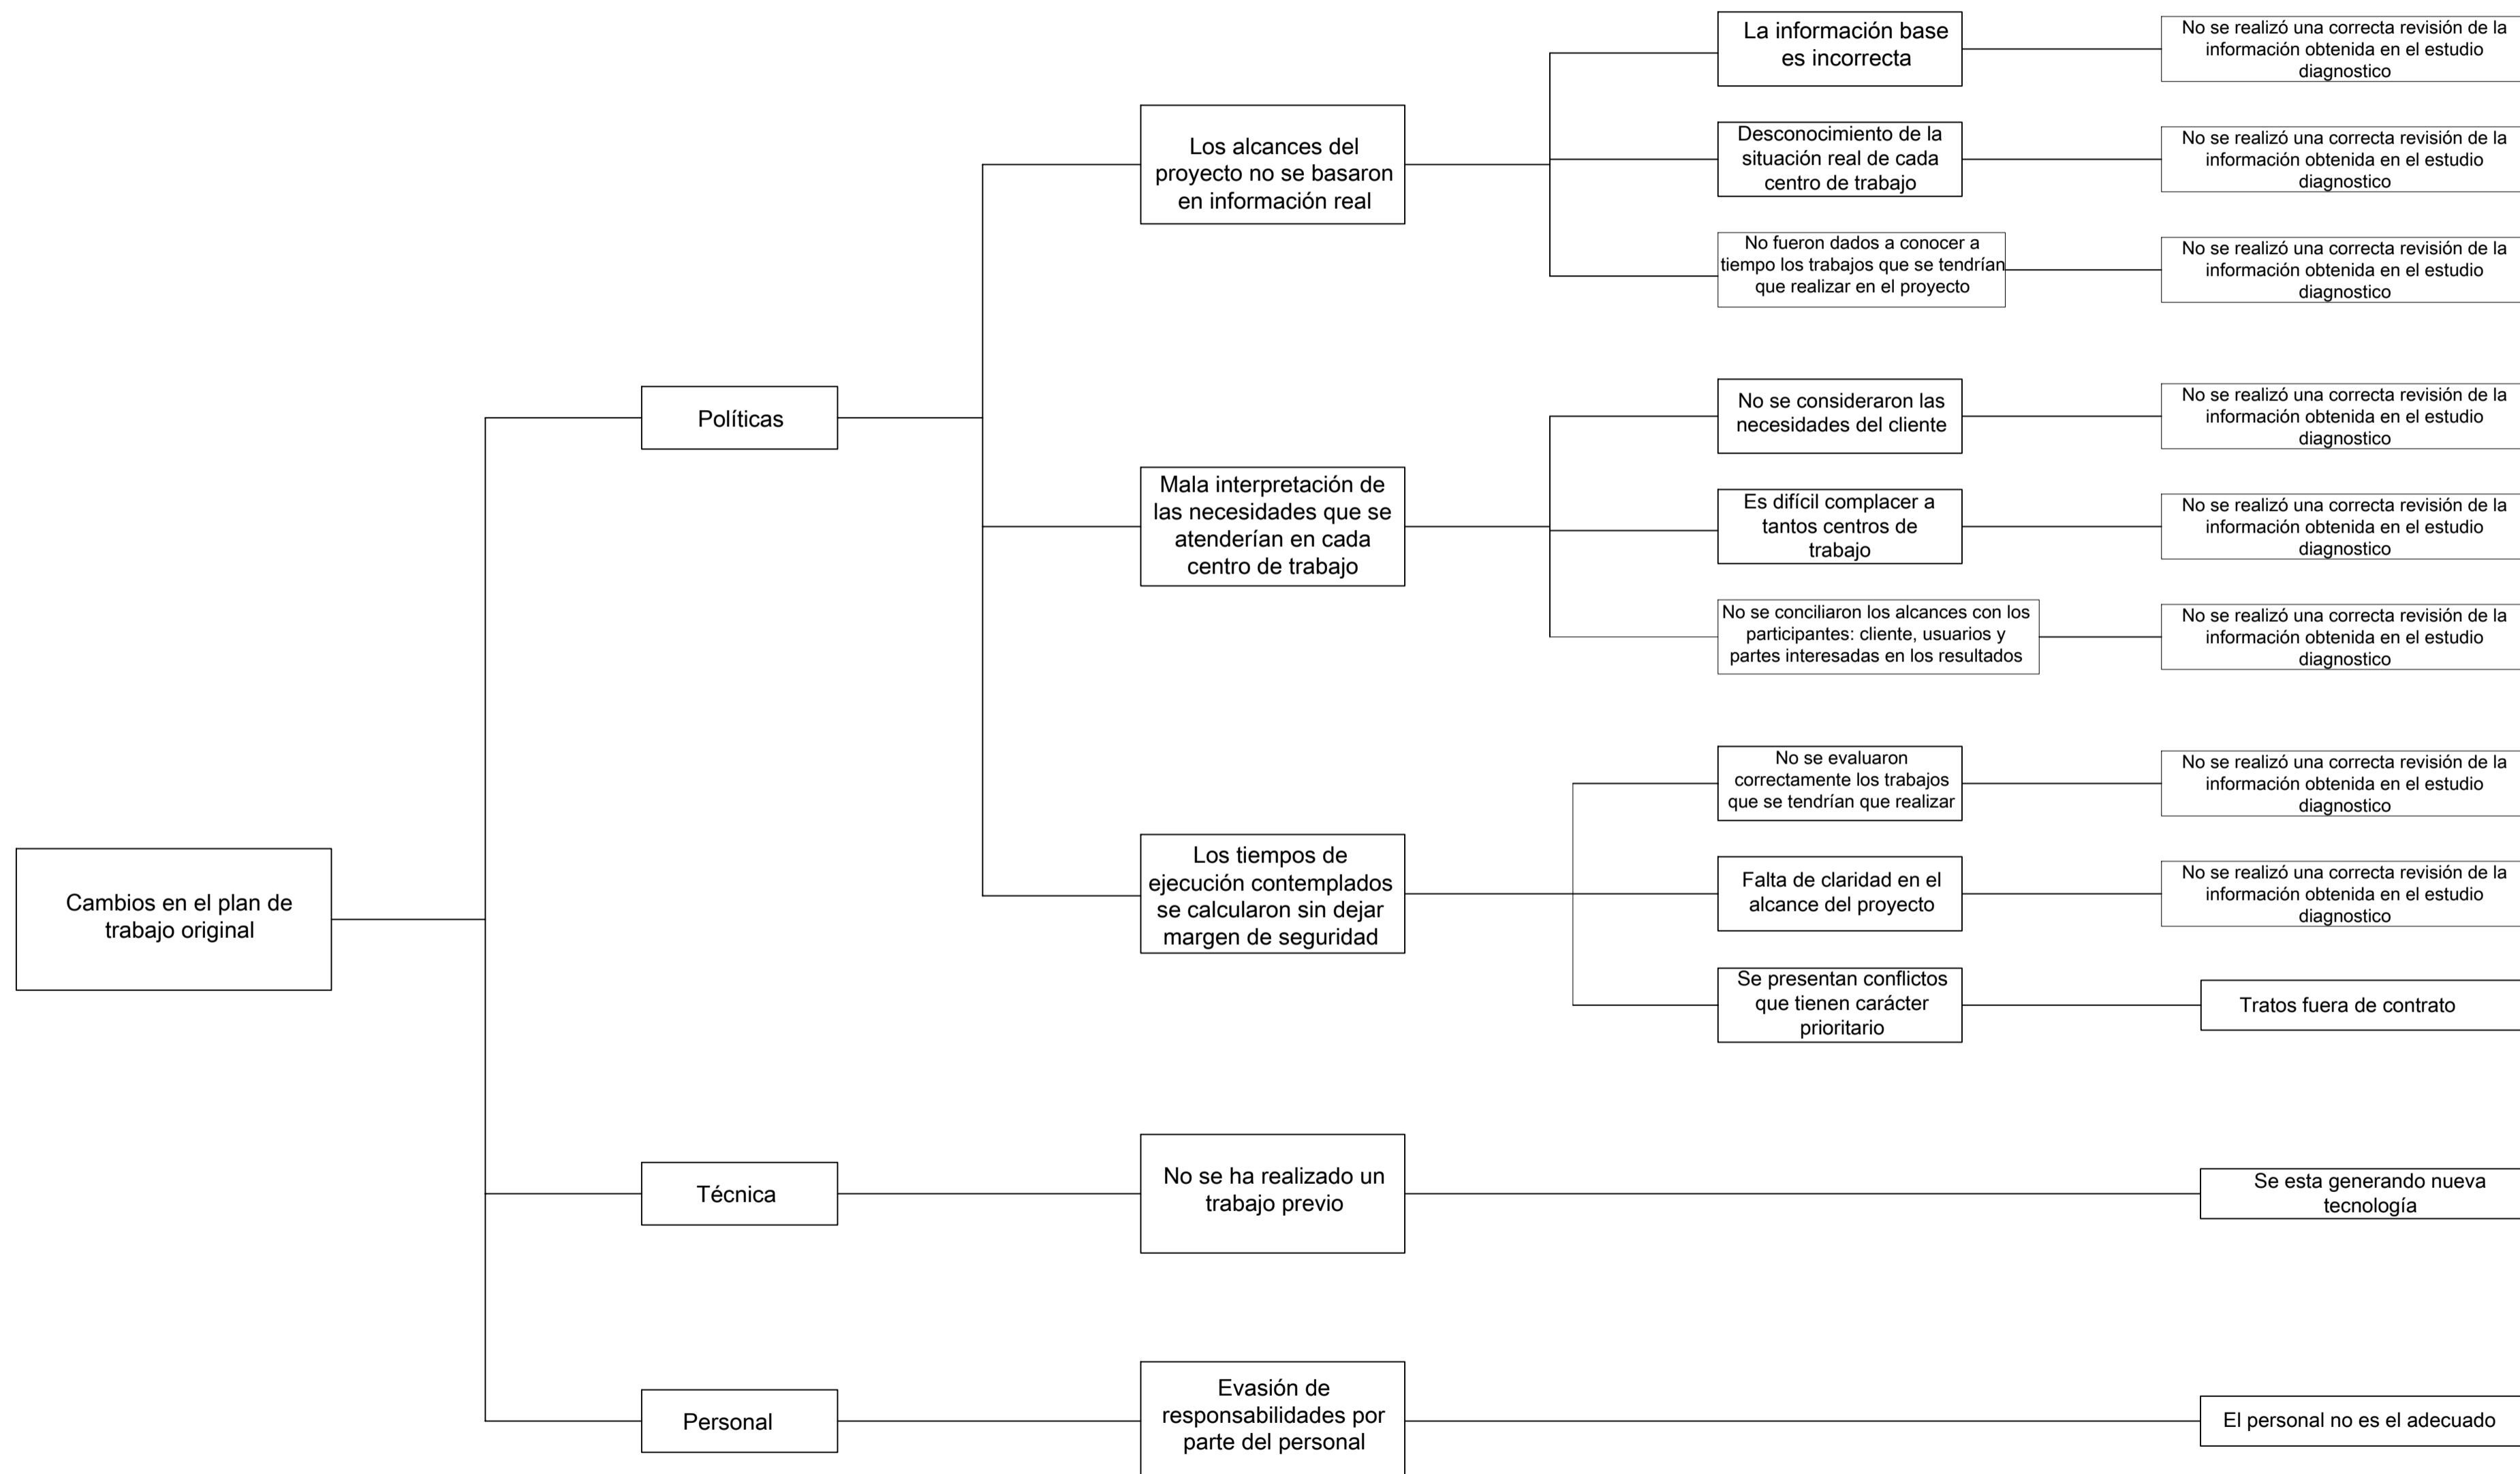 Cambios en el plan de
trabajo original
Políticas
Los alcances del
proyecto no se basaron
en información real
La información base
es incorrecta
No se realizó una correcta revisión de la
información obtenida en el estudio
diagnostico
Desconocimiento de la
situación real de cada
centro de trabajo
No se realizó una correcta revisión de la
información obtenida en el estudio
diagnostico
No fueron dados a conocer a
tiempo los trabajos que se tendrían
que realizar en el proyecto
No se realizó una correcta revisión de la
información obtenida en el estudio
diagnostico
Mala interpretación de
las necesidades que se
atenderían en cada
centro de trabajo
No se consideraron las
necesidades del cliente
No se realizó una correcta revisión de la
información obtenida en el estudio
diagnostico
Es difícil complacer a
tantos centros de
trabajo
No se realizó una correcta revisión de la
información obtenida en el estudio
diagnostico
No se conciliaron los alcances con los
participantes: cliente, usuarios y
partes interesadas en los resultados
No se realizó una correcta revisión de la
información obtenida en el estudio
diagnostico
Los tiempos de
ejecución contemplados
se calcularon sin dejar
margen de seguridad
No se evaluaron
correctamente los trabajos
que se tendrían que realizar
No se realizó una correcta revisión de la
información obtenida en el estudio
diagnostico
Falta de claridad en el
alcance del proyecto
No se realizó una correcta revisión de la
información obtenida en el estudio
diagnostico
Se presentan conflictos
que tienen carácter
prioritario
Tratos fuera de contrato
Técnica
No se ha realizado un
trabajo previo
Se esta generando nueva
tecnología
Personal
Evasión de
responsabilidades por
parte del personal
El personal no es el adecuado